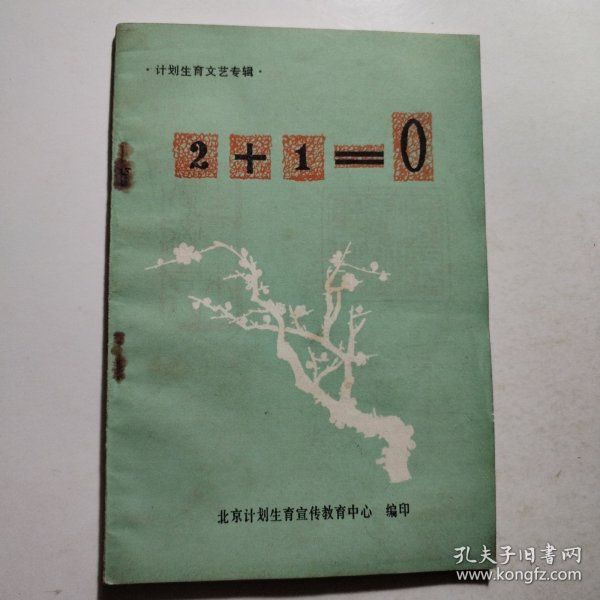 ·计划生育文艺专辑·
2+1=0
北京计划生育宣传教育中心 编印
孔夫子旧书网
www.kongfz.com